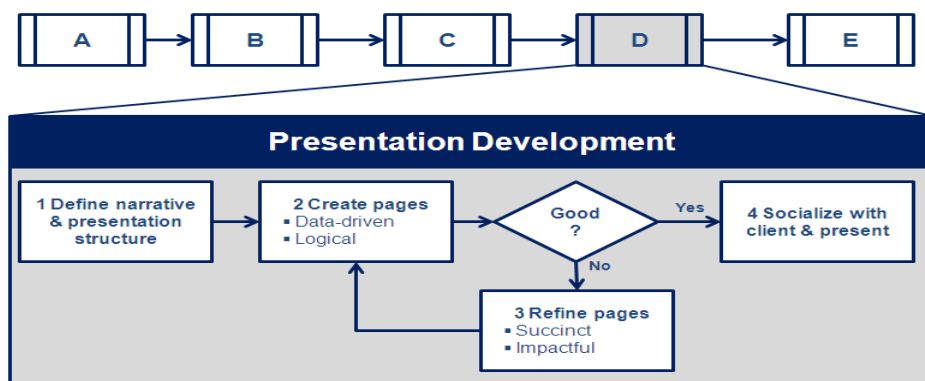 A
B
C
D
E
Presentation Development
1 Define narrative
& presentation
structure
2 Create pages
▪ Data-driven
▪ Logical
Good
?
Yes
4 Socialize with
client & present
No
3 Refine pages
▪ Succinct
▪ Impactful